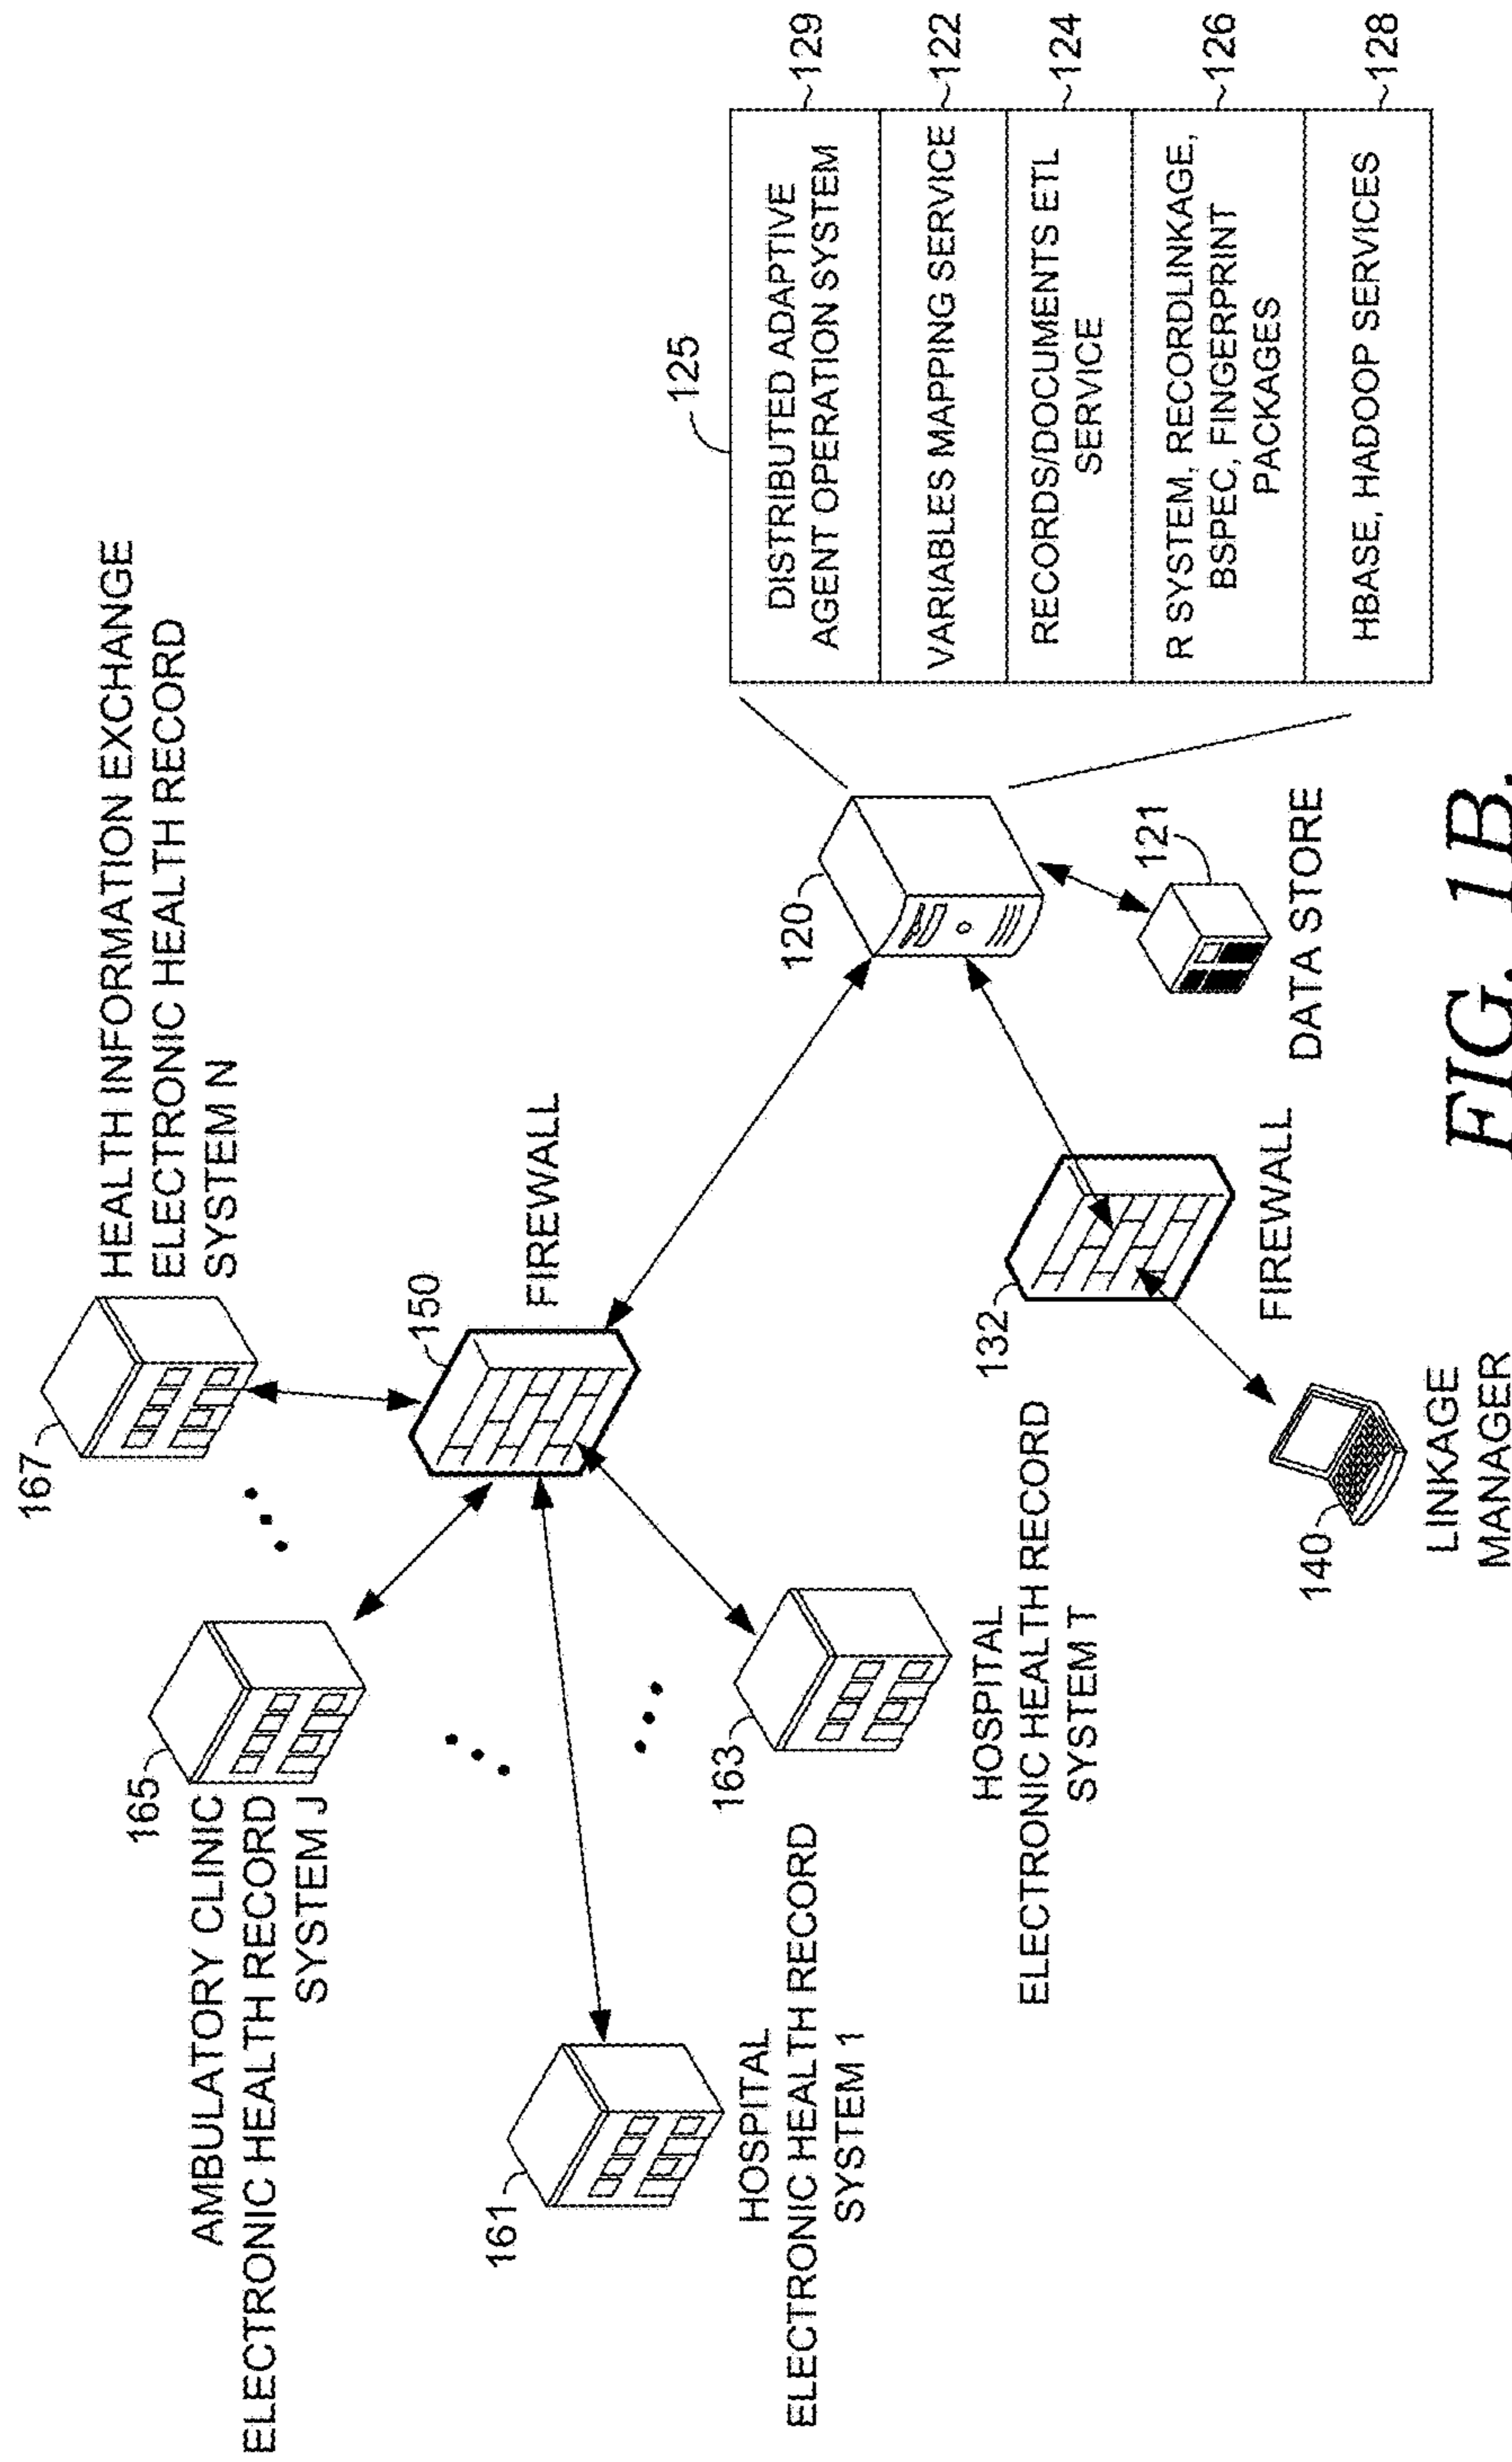 167
HEALTH INFORMATION EXCHANGE
ELECTRONIC HEALTH RECORD
SYSTEM N
165
AMBULATORY CLINIC
ELECTRONIC HEALTH RECORD
SYSTEM J
150
FIREWALL
161
HOSPITAL
ELECTRONIC HEALTH RECORD
SYSTEM 1
163
HOSPITAL
ELECTRONIC HEALTH RECORD
SYSTEM T
120
121
DATA STORE
132
FIREWALL
140
LINKAGE
MANAGER
125
DISTRIBUTED ADAPTIVE
AGENT OPERATION SYSTEM
129
VARIABLES MAPPING SERVICE
122
RECORDS/DOCUMENTS ETL
SERVICE
124
R SYSTEM, RECORDLINKAGE,
BSPEC, FINGERPRINT
PACKAGES
126
HBASE, HADOOP SERVICES
128
FIG. 1B.